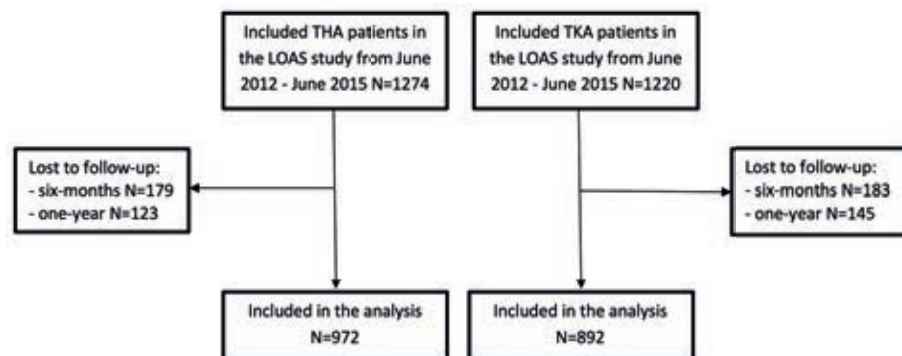 Included THA patients in
the LOAS study from June
2012 - June 2015 N=1274
Included TKA patients in
the LOAS study from June
2012 - June 2015 N=1220
Lost to follow-up:
- six-months N=179
- one-year N=123
Lost to follow-up:
- six-months N=183
- one-year N=145
Included in the analysis
N=972
Included in the analysis
N=892